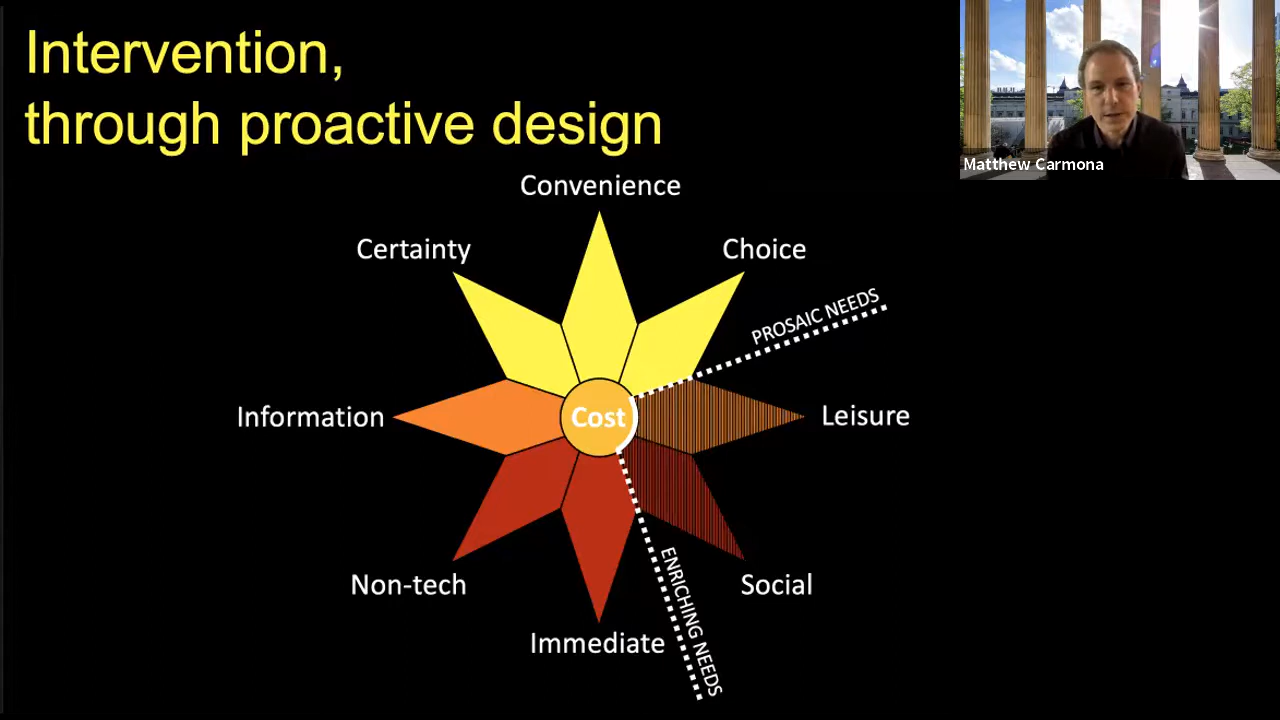 Intervention,
through proactive design
Matthew Carmona
Convenience
Certainty
Choice
PROSAIC NEEDS
Information
Cost
Leisure
Non-tech
Social
ENRICHING NEEDS
Immediate